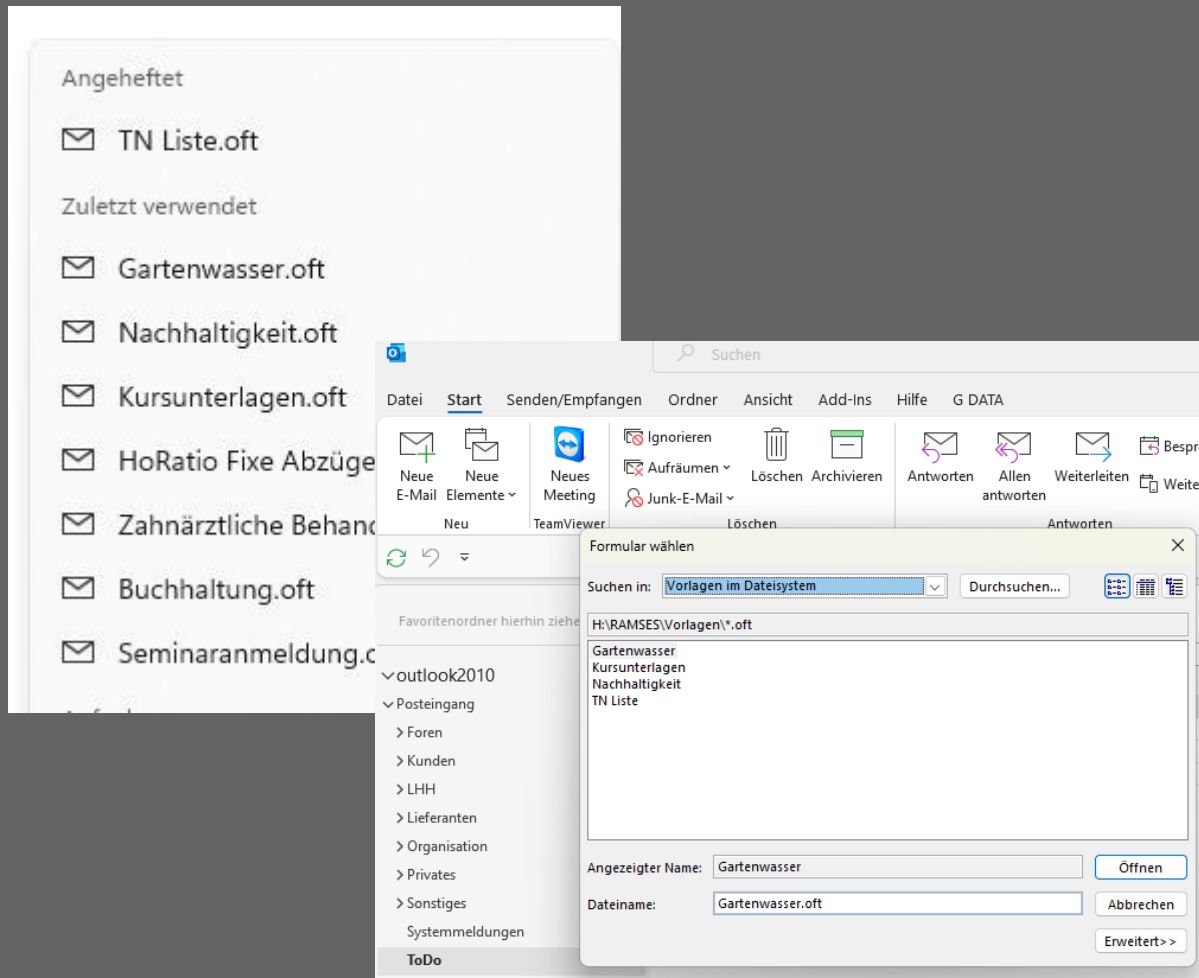 Angeheftet
TN Liste.oft
Zuletzt verwendet
Gartenwasser.oft
Nachhaltigkeit.oft
Kursunterlagen.oft
HoRatio Fixe Abzüge
Zahnärztliche
Buchhaltung.oft
Seminaranmeldung.
Suchen
Datei Start Senden/Empfangen Ordner Ansicht Add-Ins Hilfe G DATA
Neue E-Mail
Neue Elemente
Neues Meeting
Ignorieren
Aufräumen
Junk-E-Mail
Löschen
Archivieren
Antworten
Allen antworten
Weiterleiten
Neu
TeamViewer
Löschen
Antworten
Favoritenordner hierhin
outlook2010
Posteingang
Foren
Kunden
LHH
Lieferanten
Organisation
Privates
Sonstiges
Systemmeldungen
ToDo
Formular wählen
Suchen in: Vorlagen im Dateisystem Durchsuchen...
H:\RAMSES\Vorlagen\*.oft
Gartenwasser
Kursunterlagen
Nachhaltigkeit
TN Liste
Angezeigter Name: Gartenwasser Öffnen
Dateiname: Gartenwasser.oft Abbrechen
Erweitert>>